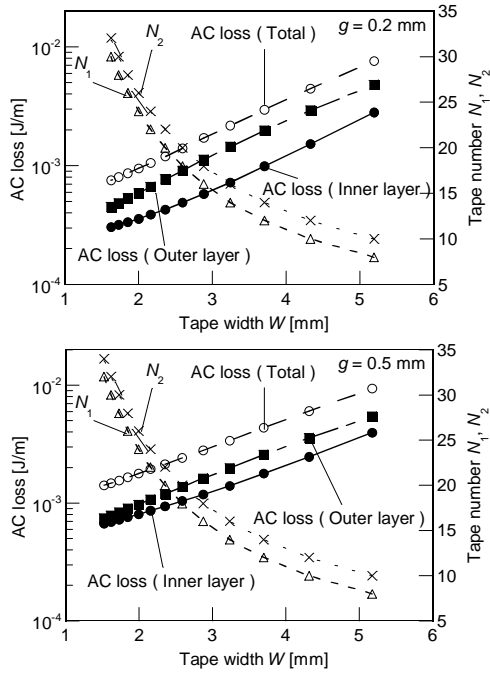 g = 0.2 mm
AC loss ( Total )
N1
N2
AC loss ( Inner layer )
AC loss ( Outer layer )
AC loss [J/m]
10-2
10-3
10-4
Tape number N1, N2
35
30
25
20
15
10
5
1 2 3 4 5 6
Tape width W [mm]
g = 0.5 mm
AC loss ( Total )
N1
N2
AC loss ( Outer layer )
AC loss ( Inner layer )
AC loss [J/m]
10-2
10-3
10-4
Tape number N1, N2
35
30
25
20
15
10
5
1 2 3 4 5 6
Tape width W [mm]